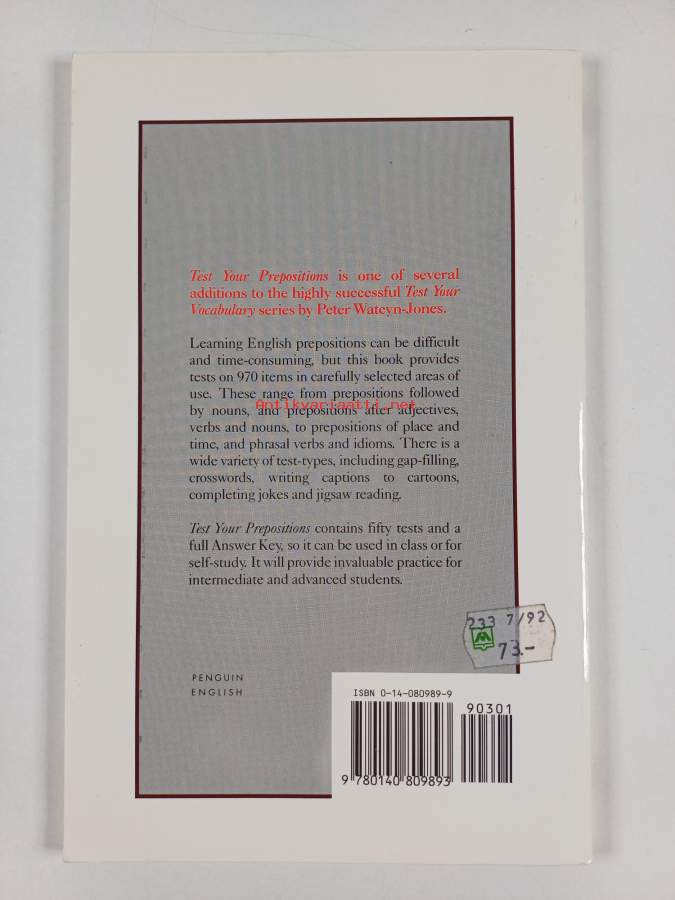 Test Your Prepositions is one of several
additions to the highly successful Test Your
Vocabulary series by Peter Watcyn-Jones.
Learning English prepositions can be difficult
and time-consuming, but this book provides
tests on 970 items in carefully selected areas of
use. These range from prepositions followed
Antikvariaatti.net
by nouns, and prepositions after adjectives,
verbs and nouns, to prepositions of place and
time, and phrasal verbs and idioms. There is a
wide variety of test-types, including gap-filling,
crosswords, writing captions to cartoons,
completing jokes and jigsaw reading.
Test Your Prepositions contains fifty tests and a
full Answer Key, so it can be used in class or for
self-study. It will provide invaluable practice for
intermediate and advanced students.
233 7/92
73.-
PENGUIN
ENGLISH
ISBN 0-14-080989-9
90301
9 780140 809893